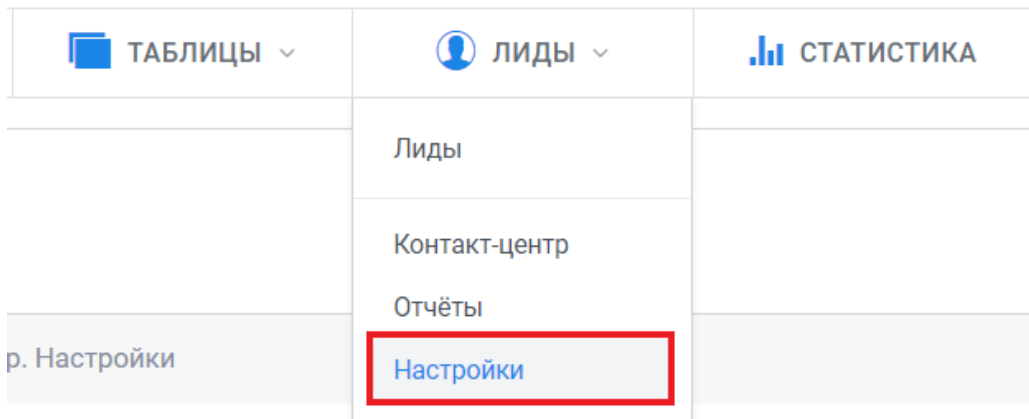 ТАБЛИЦЫ
ЛИДЫ
СТАТИСТИКА
Лиды
Контакт-центр
Отчёты
р. Настройки
Настройки